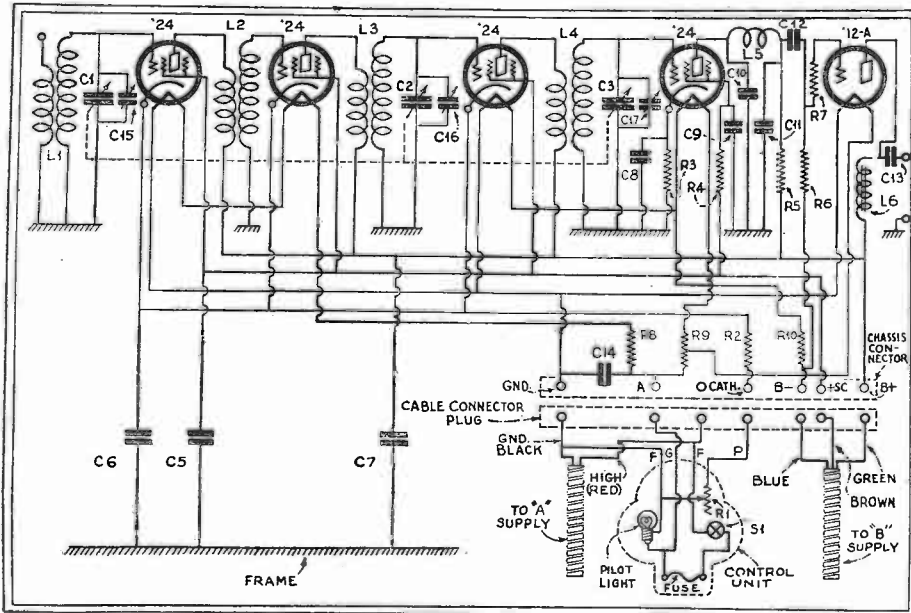 '24
L2
'24
L3
'24
L4
'24
L5
C12
'12-A
L1
C1
C15
C2
C16
C3
C17
C8
R3
R4
C9
C10
C11
R5
R6
R7
C13
L6
R8
R9
R2
R10
C14
CHASSIS
CON-
NECTOR
GND.
A
CATH.
B-
+SC
B+
CABLE CONNECTOR
PLUG
GND.
BLACK
HIGH
(RED)
F
G
F
P
BLUE
GREEN
BROWN
C6
C5
C7
R1
S1
TO "A"
SUPPLY
TO "B"
SUPPLY
PILOT
LIGHT
FUSE
CONTROL
UNIT
FRAME